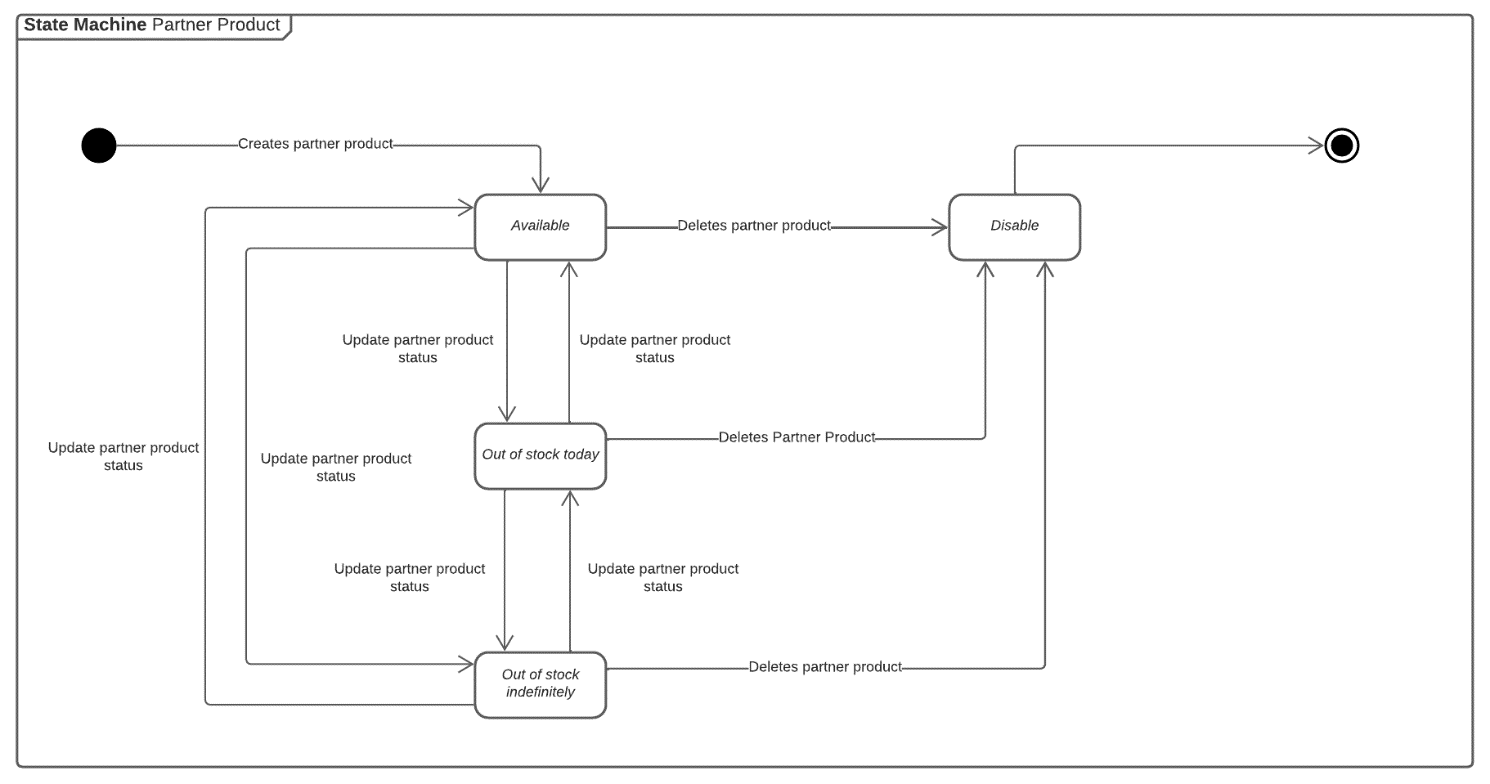 State Machine Partner Product
Creates partner product
Available
Deletes partner product
Disable
Update partner product
status
Update partner product
status
Update partner product
status
Update partner product
status
Out of stock today
Deletes Partner Product
Update partner product
status
Update partner product
status
Out of stock
indefinitely
Deletes partner product